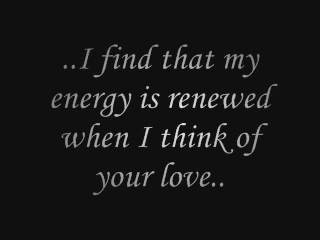 ..I find that my
energy is renewed
when I think of
your love..